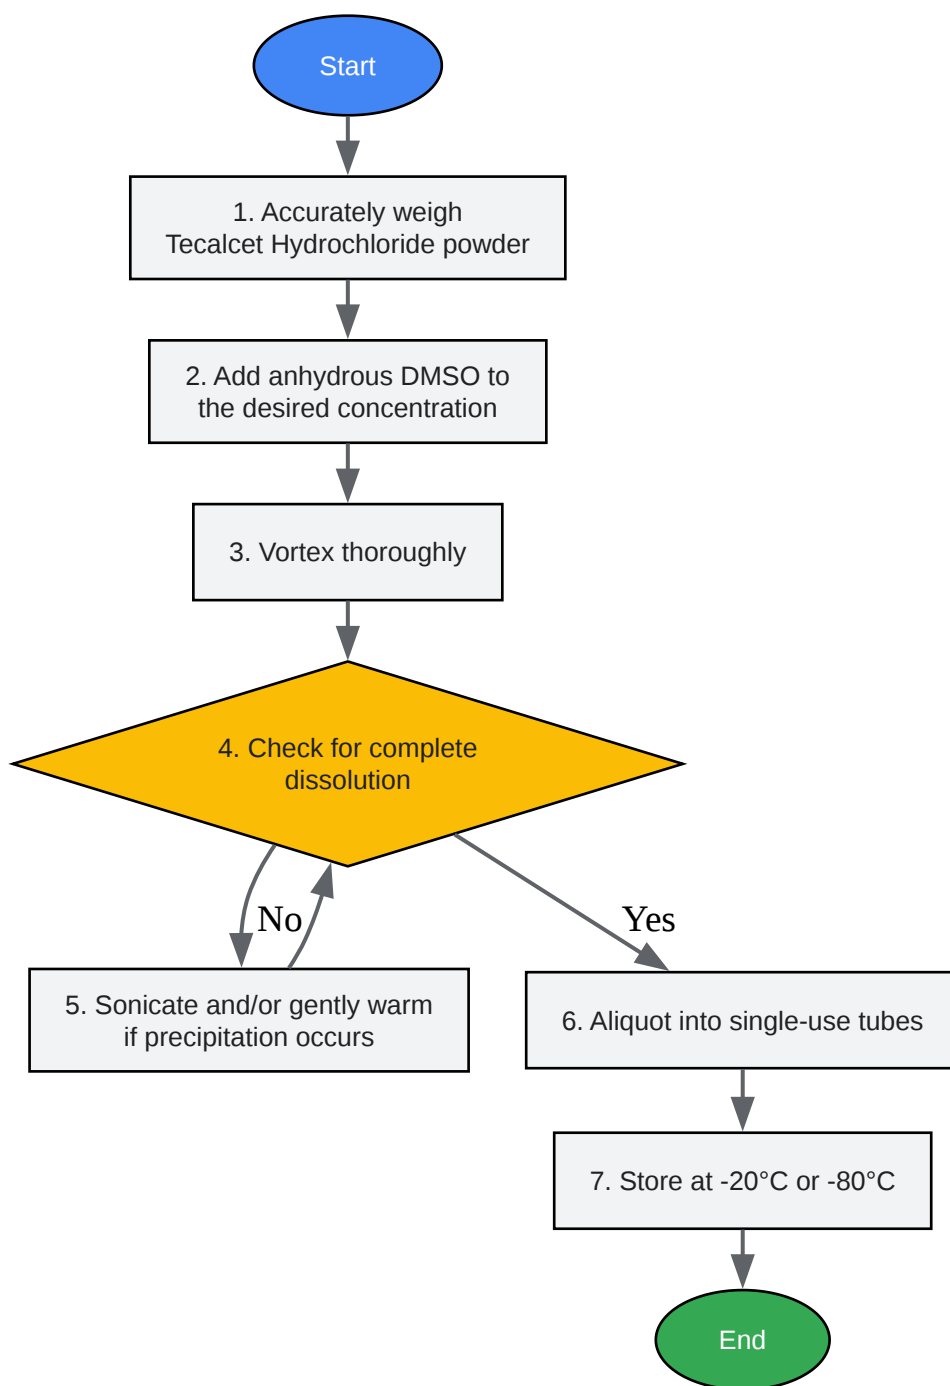 Start
1. Accurately weigh
Tecalcet Hydrochloride powder
2. Add anhydrous DMSO to
the desired concentration
3. Vortex thoroughly
4. Check for complete
dissolution
No
Yes
5. Sonicate and/or gently warm
if precipitation occurs
6. Aliquot into single-use tubes
7. Store at -20°C or -80°C
End